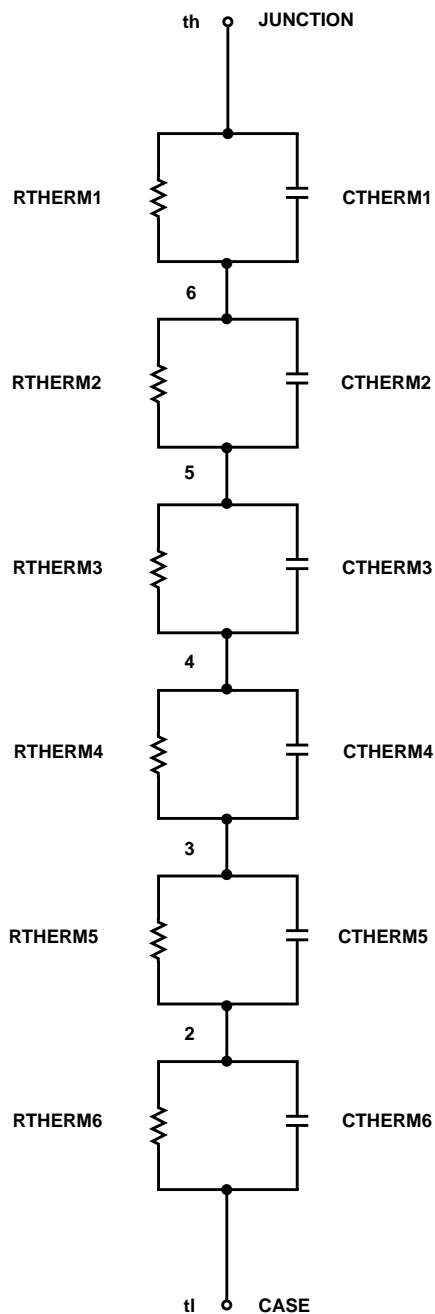 th JUNCTION
RTHERM1 CTHERM1
6
RTHERM2 CTHERM2
5
RTHERM3 CTHERM3
4
RTHERM4 CTHERM4
3
RTHERM5 CTHERM5
2
RTHERM6 CTHERM6
tl CASE